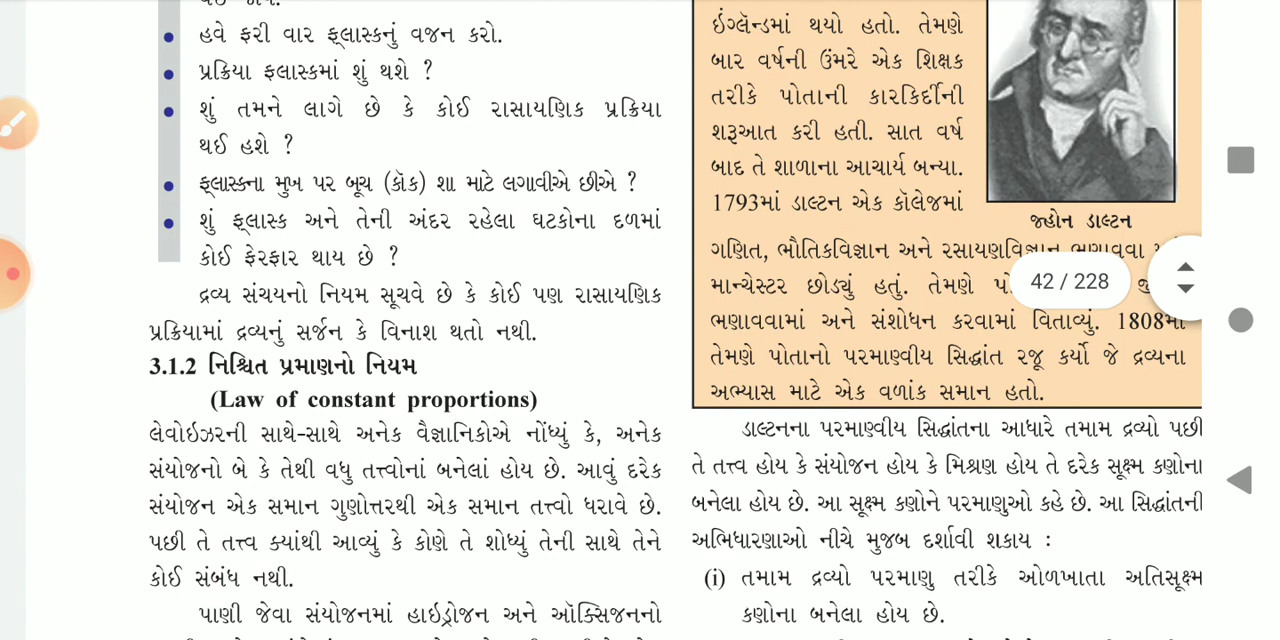 હવે ફરી વાર ફ્લાસ્કનું વજન કરો.
પ્રક્રિયા ફલાસ્કમાં શું થશે ?
શું તમને લાગે છે કે કોઈ રાસાયણિક પ્રક્રિયા
થઈ હશે ?
ફ્લાસ્કના મુખ પર બૂચ (કૉક) શા માટે લગાવીએ છીએ ?
શું ફ્લાસ્ક અને તેની અંદર રહેલા ઘટકોના દળમાં
કોઈ ફેરફાર થાય છે ?
દ્રવ્ય સંચયનો નિયમ સૂચવે છે કે કોઈ પણ રાસાયણિક
પ્રક્રિયામાં દ્રવ્યનું સર્જન કે વિનાશ થતો નથી.
3.1.2 નિશ્ચિત પ્રમાણનો નિયમ
(Law of constant proportions)
લેવોઇઝરની સાથે-સાથે અનેક વૈજ્ઞાનિકોએ નોંધ્યું કે, અનેક
સંયોજનો બે કે તેથી વધુ તત્ત્વોનાં બનેલાં હોય છે. આવું દરેક
સંયોજન એક સમાન ગુણોત્તરથી એક સમાન તત્ત્વો ધરાવે છે.
પછી તે તત્ત્વ ક્યાંથી આવ્યું કે કોણે તે શોધ્યું તેની સાથે તેને
કોઈ સંબંધ નથી.
પાણી જેવા સંયોજનમાં હાઇડ્રોજન અને ઑક્સિજનનો
ઇંગ્લૅન્ડમાં થયો હતો. તેમણે
બાર વર્ષની ઉંમરે એક શિક્ષક
તરીકે પોતાની કારકિર્દીની
શરૂઆત કરી હતી. સાત વર્ષ
બાદ તે શાળાના આચાર્ય બન્યા.
1793માં ડાલ્ટન એક કૉલેજમાં
જ્હોન ડાલ્ટન
ગણિત, ભૌતિકવિજ્ઞાન અને રસાયણવિજ્ઞાન ભણાવવા
માન્ચેસ્ટર છોડ્યું હતું. તેમણે
42 / 228
ભણાવવામાં અને સંશોધન કરવામાં વિતાવ્યું. 1808માં
તેમણે પોતાનો પરમાણ્વીય સિદ્ધાંત રજૂ કર્યો જે દ્રવ્યના
અભ્યાસ માટે એક વળાંક સમાન હતો.
ડાલ્ટનના પરમાણ્વીય સિદ્ધાંતના આધારે તમામ દ્રવ્યો પછી
તે તત્ત્વ હોય કે સંયોજન હોય કે મિશ્રણ હોય તે દરેક સૂક્ષ્મ કણોના
બનેલા હોય છે. આ સૂક્ષ્મ કણોને પરમાણુઓ કહે છે. આ સિદ્ધાંતની
અભિધારણાઓ નીચે મુજબ દર્શાવી શકાય :
(i) તમામ દ્રવ્યો પરમાણુ તરીકે ઓળખાતા અતિસૂક્ષ્મ
કણોના બનેલા હોય છે.